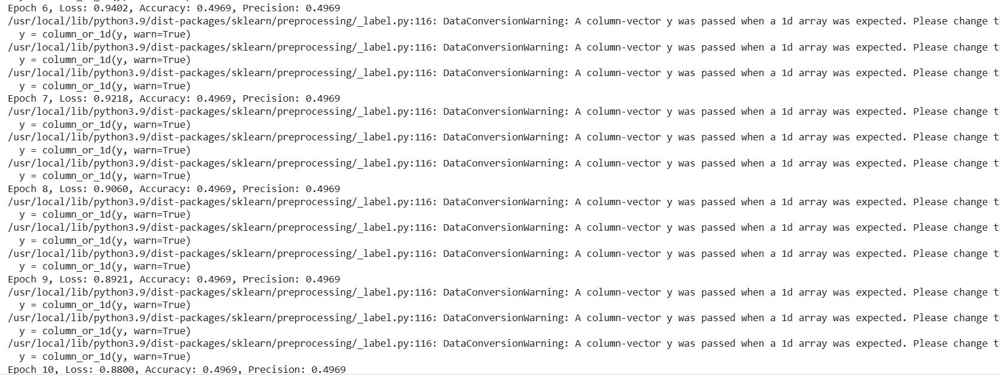 Epoch 6, Loss: 0.9402, Accuracy: 0.4969, Precision: 0.4969
/usr/local/lib/python3.9/dist-packages/sklearn/preprocessing/_label.py:116: DataConversionWarning: A column-vector y was passed when a 1d array was expected. Please change
y = column_or_1d(y, warn=True)
/usr/local/lib/python3.9/dist-packages/sklearn/preprocessing/_label.py:116: DataConversionWarning: A column-vector y was passed when a 1d array was expected. Please change
y = column_or_1d(y, warn=True)
/usr/local/lib/python3.9/dist-packages/sklearn/preprocessing/_label.py:116: DataConversionWarning: A column-vector y was passed when a 1d array was expected. Please change
y = column_or_1d(y, warn=True)
Epoch 7, Loss: 0.9218, Accuracy: 0.4969, Precision: 0.4969
/usr/local/lib/python3.9/dist-packages/sklearn/preprocessing/_label.py:116: DataConversionWarning: A column-vector y was passed when a 1d array was expected. Please change
y = column_or_1d(y, warn=True)
/usr/local/lib/python3.9/dist-packages/sklearn/preprocessing/_label.py:116: DataConversionWarning: A column-vector y was passed when a 1d array was expected. Please change
y = column_or_1d(y, warn=True)
/usr/local/lib/python3.9/dist-packages/sklearn/preprocessing/_label.py:116: DataConversionWarning: A column-vector y was passed when a 1d array was expected. Please change
y = column_or_1d(y, warn=True)
Epoch 8, Loss: 0.9060, Accuracy: 0.4969, Precision: 0.4969
/usr/local/lib/python3.9/dist-packages/sklearn/preprocessing/_label.py:116: DataConversionWarning: A column-vector y was passed when a 1d array was expected. Please change
y = column_or_1d(y, warn=True)
/usr/local/lib/python3.9/dist-packages/sklearn/preprocessing/_label.py:116: DataConversionWarning: A column-vector y was passed when a 1d array was expected. Please change
y = column_or_1d(y, warn=True)
/usr/local/lib/python3.9/dist-packages/sklearn/preprocessing/_label.py:116: DataConversionWarning: A column-vector y was passed when a 1d array was expected. Please change
y = column_or_1d(y, warn=True)
Epoch 9, Loss: 0.8921, Accuracy: 0.4969, Precision: 0.4969
/usr/local/lib/python3.9/dist-packages/sklearn/preprocessing/_label.py:116: DataConversionWarning: A column-vector y was passed when a 1d array was expected. Please change
y = column_or_1d(y, warn=True)
/usr/local/lib/python3.9/dist-packages/sklearn/preprocessing/_label.py:116: DataConversionWarning: A column-vector y was passed when a 1d array was expected. Please change
y = column_or_1d(y, warn=True)
/usr/local/lib/python3.9/dist-packages/sklearn/preprocessing/_label.py:116: DataConversionWarning: A column-vector y was passed when a 1d array was expected. Please change
y = column_or_1d(y, warn=True)
Epoch 10, Loss: 0.8800, Accuracy: 0.4969, Precision: 0.4969